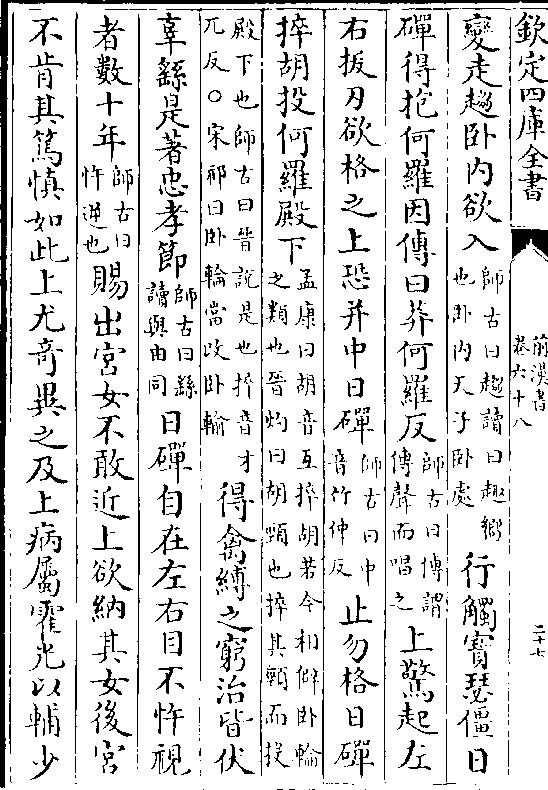 欽定四庫全書
前漢書
卷六十八
二十七
變走趨卧内欲入師古曰趨讀曰趣嚮也卧内天子卧處行觸寶瑟僵日
磾得抱何羅因傳曰莽何羅反師古曰傳謂傳聲而唱之上驚起左
右拔刃欲格之上恐并中日磾師古曰中音竹仲反止勿格日磾
捽胡投何羅殿下孟康曰胡音互捽胡若今相僻卧輪之類也晉灼曰胡頸也捽其頸而投
殿下也師古曰晉說是也捽音才兀反○宋祁曰卧輪當改卧輪得禽縛之窮治皆伏
辜繇是著忠孝節師古曰繇讀與由同日磾自在左右目不忤視
者數十年師古曰忤逆也賜出宮女不敢近上欲納其女後宮
不肯其篤慎如此上尤奇異之及上病屬霍光以輔少